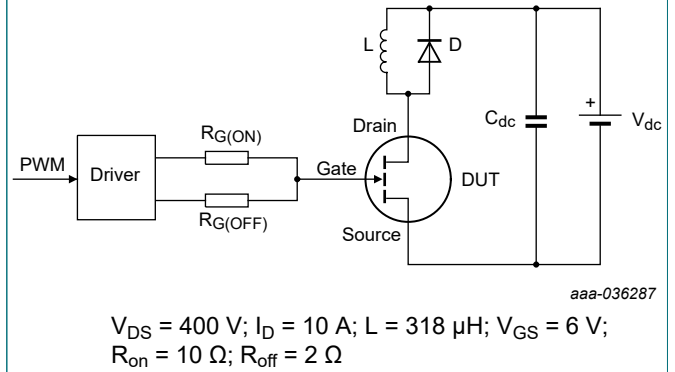 L
D
Drain
C_dc
+
V_dc
R_G(ON)
PWM
Driver
Gate
DUT
R_G(OFF)
Source
aaa-036287
V_DS = 400 V; I_D = 10 A; L = 318 µH; V_GS = 6 V;
R_on = 10 Ω; R_off = 2 Ω